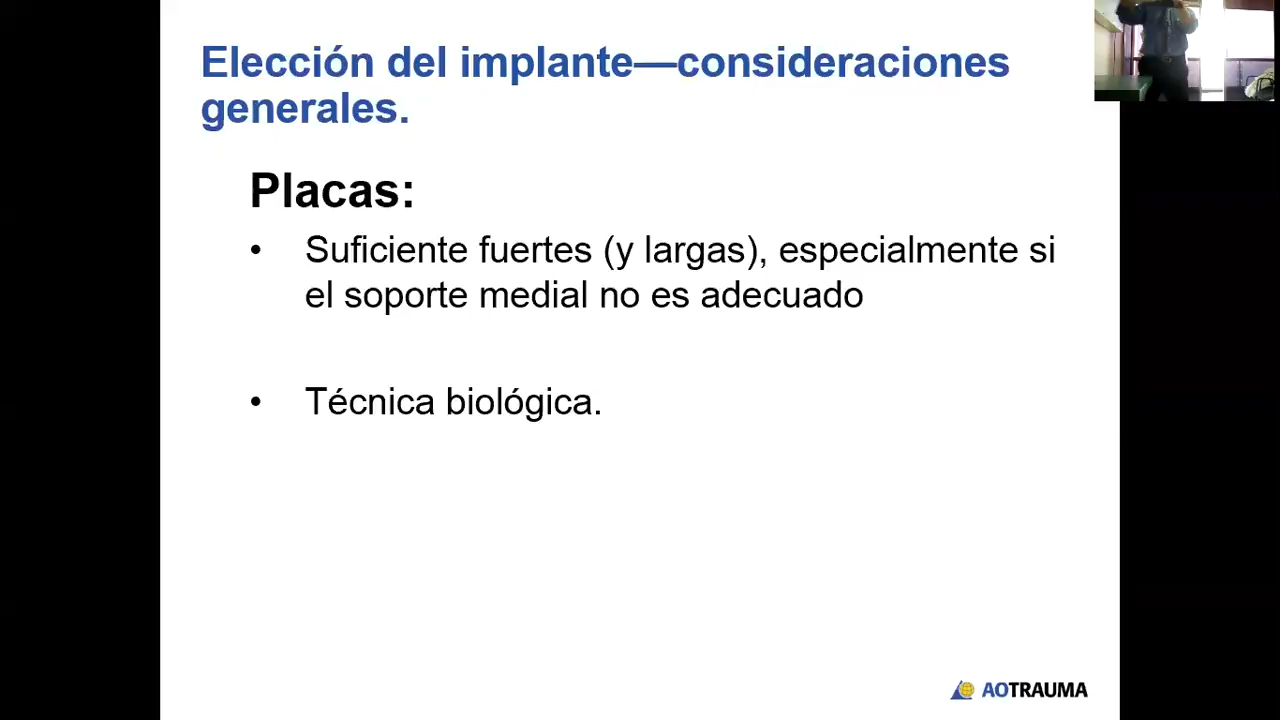 Elección del implante—consideraciones
generales.
Placas:
• Suficiente fuertes (y largas), especialmente si
el soporte medial no es adecuado
• Técnica biológica.
AOTRAUMA